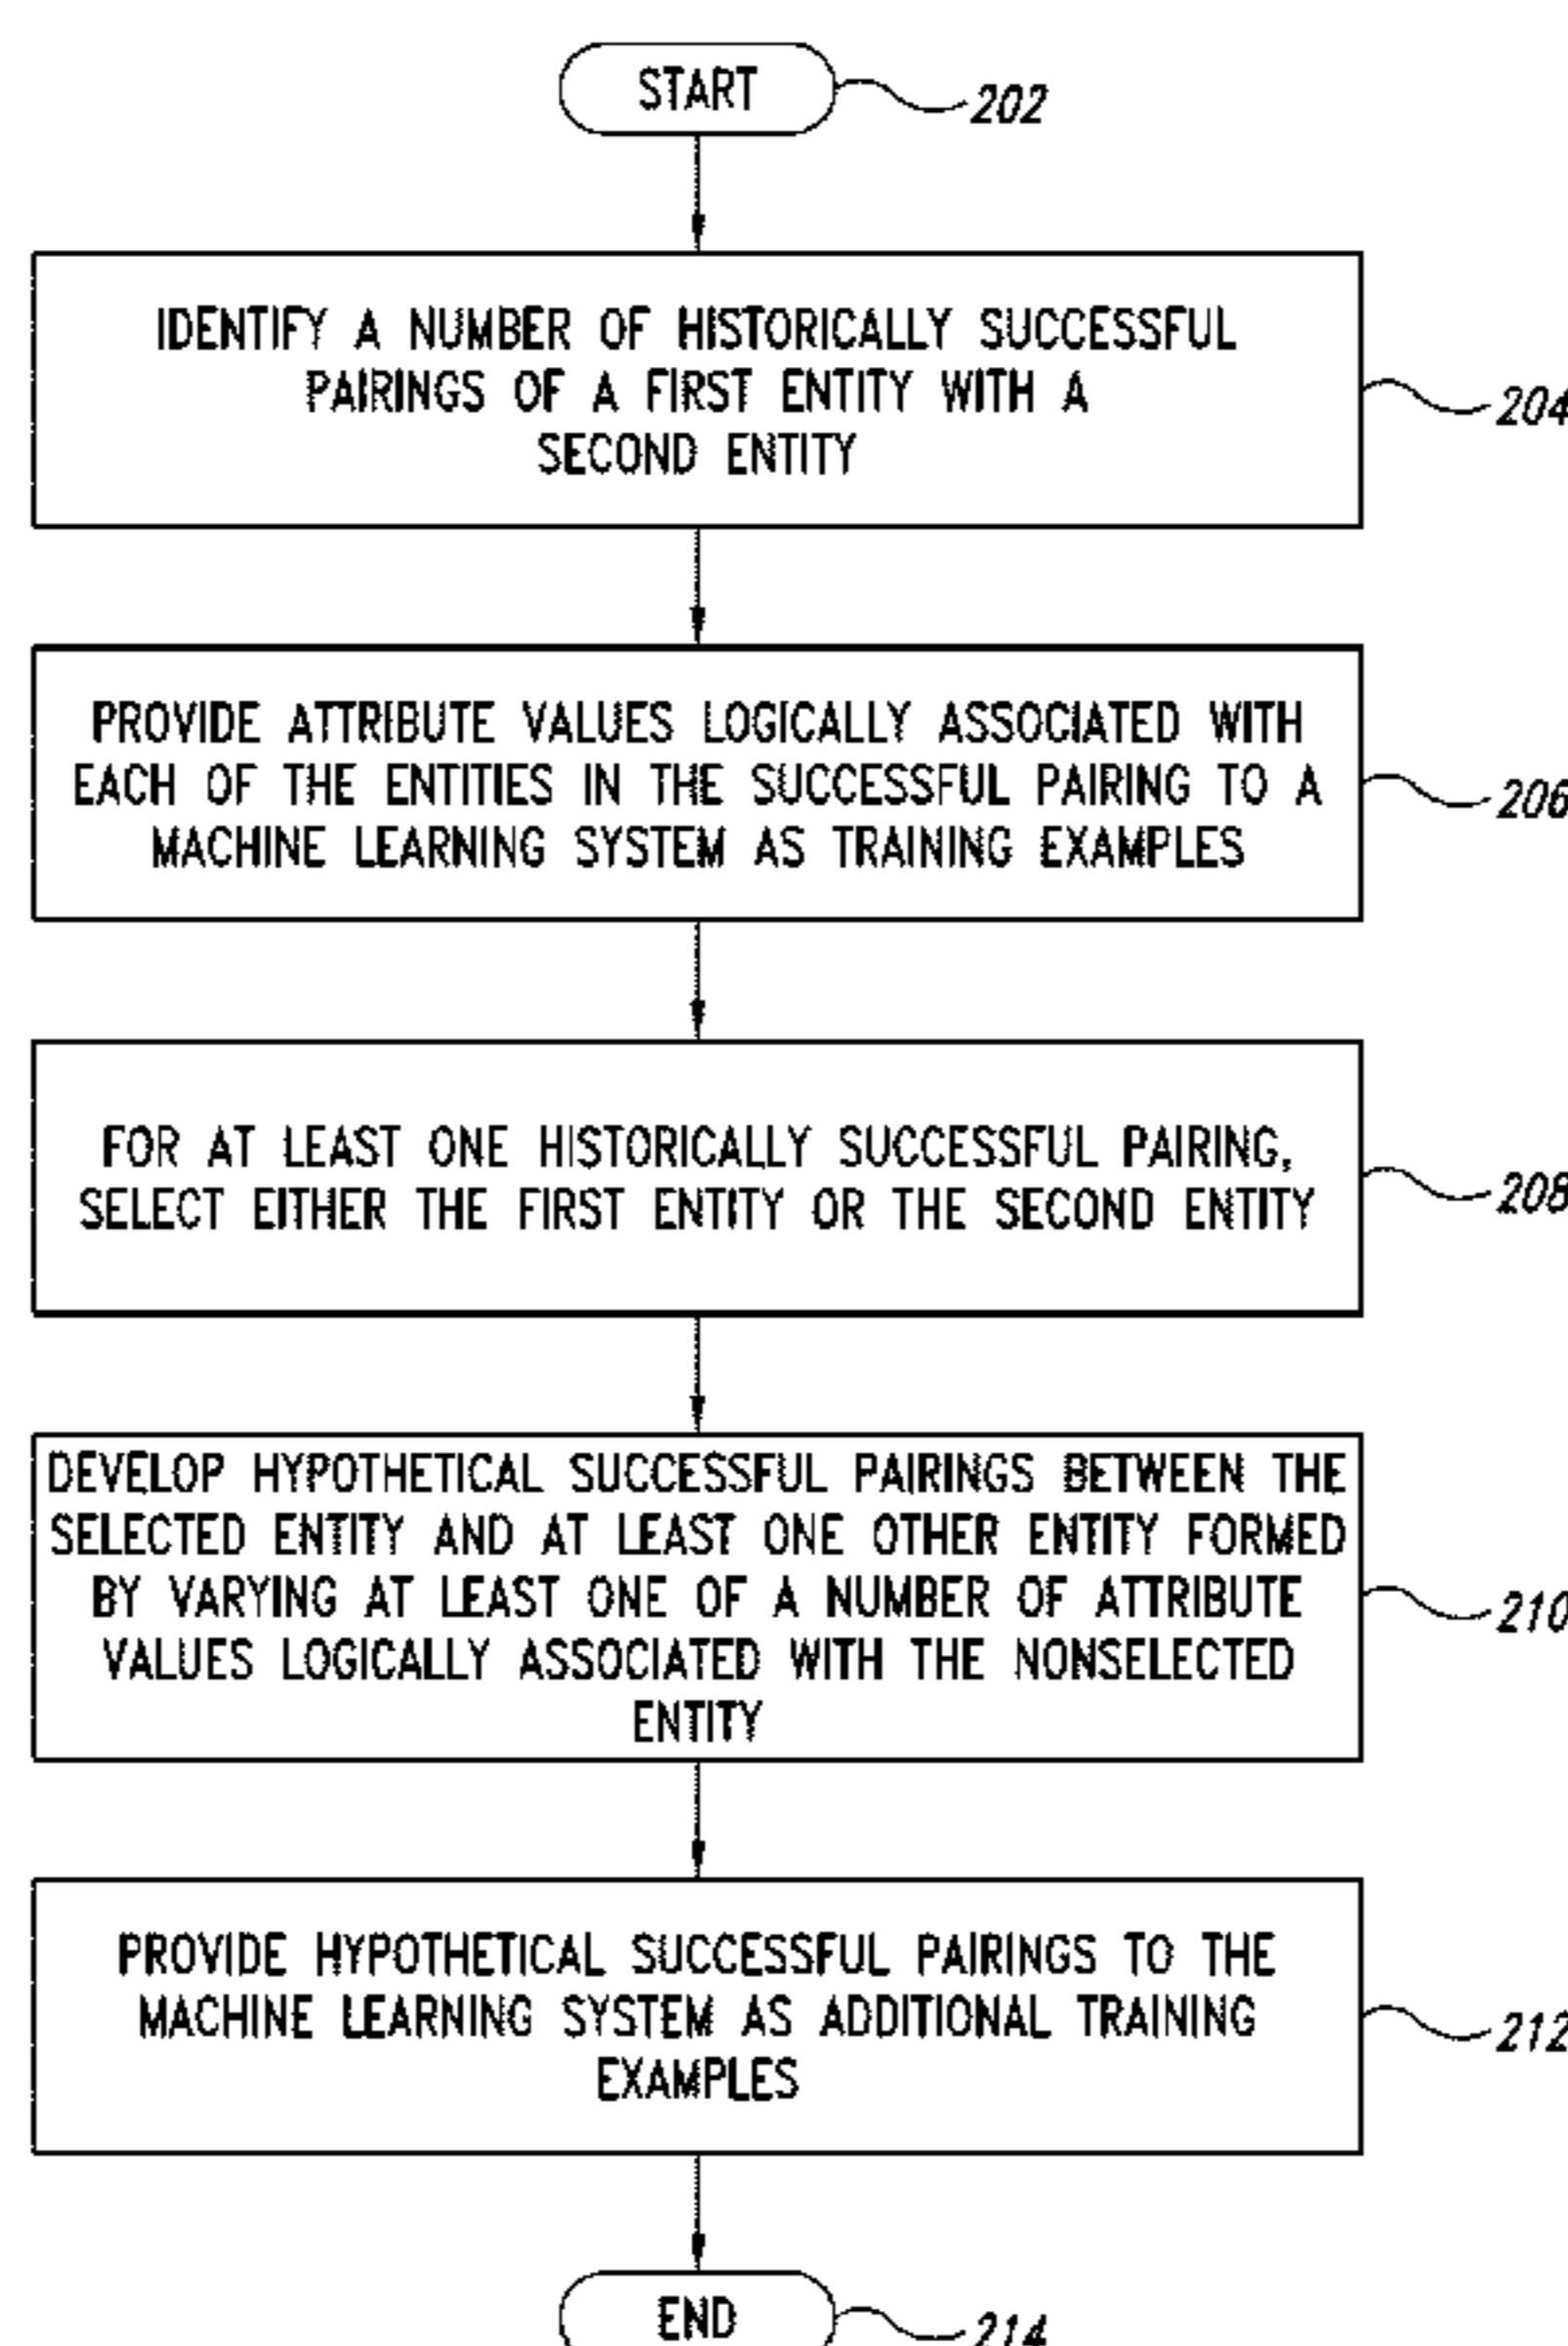 START
202
IDENTIFY A NUMBER OF HISTORICALLY SUCCESSFUL
PAIRINGS OF A FIRST ENTITY WITH A
SECOND ENTITY
204
PROVIDE ATTRIBUTE VALUES LOGICALLY ASSOCIATED WITH
EACH OF THE ENTITIES IN THE SUCCESSFUL PAIRING TO A
MACHINE LEARNING SYSTEM AS TRAINING EXAMPLES
206
FOR AT LEAST ONE HISTORICALLY SUCCESSFUL PAIRING,
SELECT EITHER THE FIRST ENTITY OR THE SECOND ENTITY
208
DEVELOP HYPOTHETICAL SUCCESSFUL PAIRINGS BETWEEN THE
SELECTED ENTITY AND AT LEAST ONE OTHER ENTITY FORMED
BY VARYING AT LEAST ONE OF A NUMBER OF ATTRIBUTE
VALUES LOGICALLY ASSOCIATED WITH THE NONSELECTED
ENTITY
210
PROVIDE HYPOTHETICAL SUCCESSFUL PAIRINGS TO THE
MACHINE LEARNING SYSTEM AS ADDITIONAL TRAINING
EXAMPLES
212
END
214